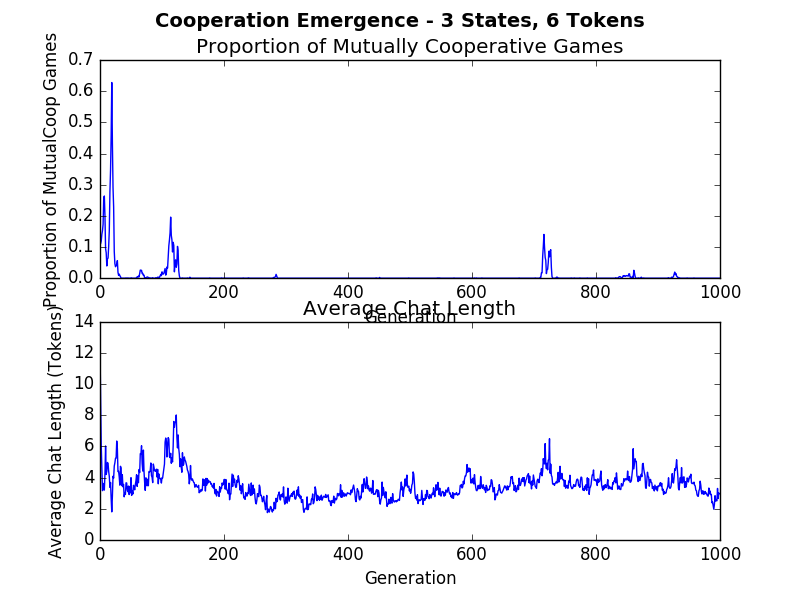 Cooperation Emergence - 3 States, 6 Tokens
Proportion of Mutually Cooperative Games
Proportion of MutualCoop Games
0.7
0.6
0.5
0.4
0.3
0.2
0.1
0.0
0 200 400 600 800 1000
Generation
Average Chat Length
Average Chat Length (Tokens)
14
12
10
8
6
4
2
0
0 200 400 600 800 1000
Generation